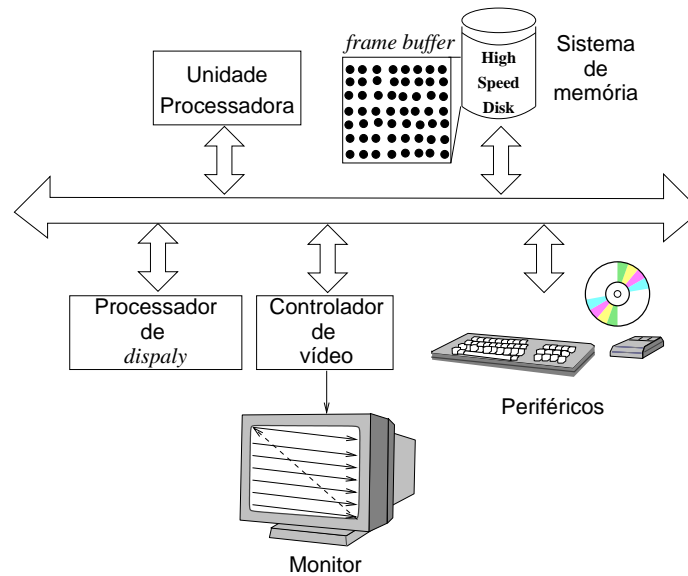 Unidade
Processadora
frame buffer
High
Speed
Disk
Sistema
de
memória
Processador
de
dispaly
Controlador
de
vídeo
Periféricos
Monitor